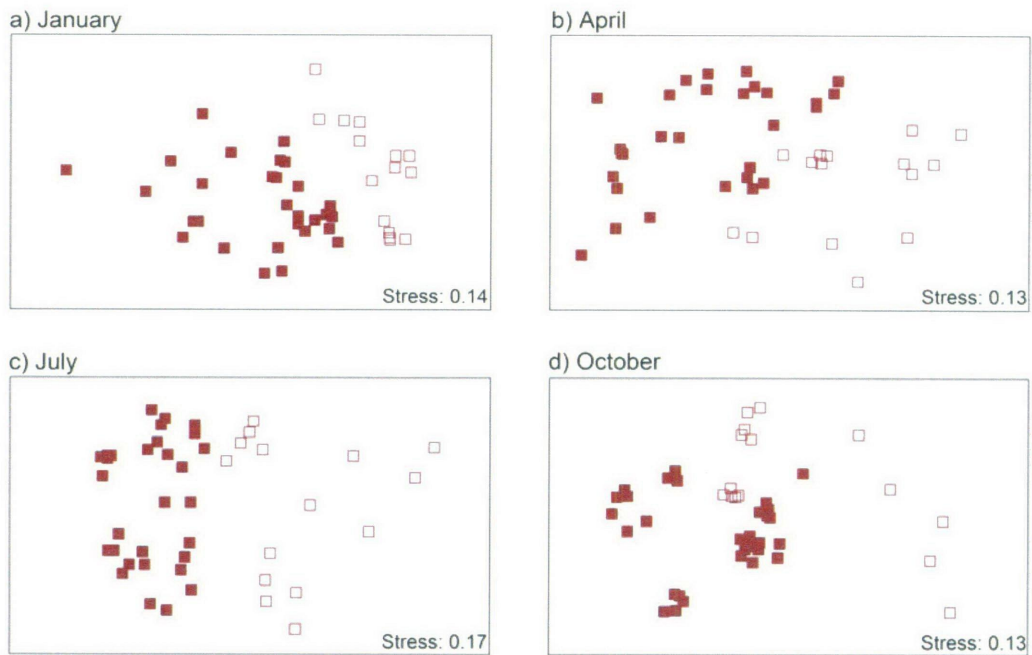 a) January
Stress: 0.14
b) April
Stress: 0.13
c) July
Stress: 0.17
d) October
Stress: 0.13